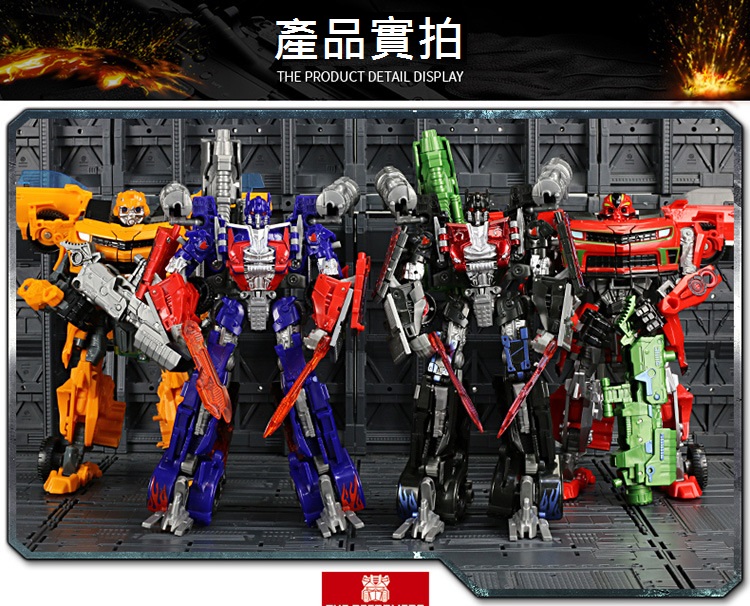 產品實拍
THE PRODUCT DETAIL DISPLAY